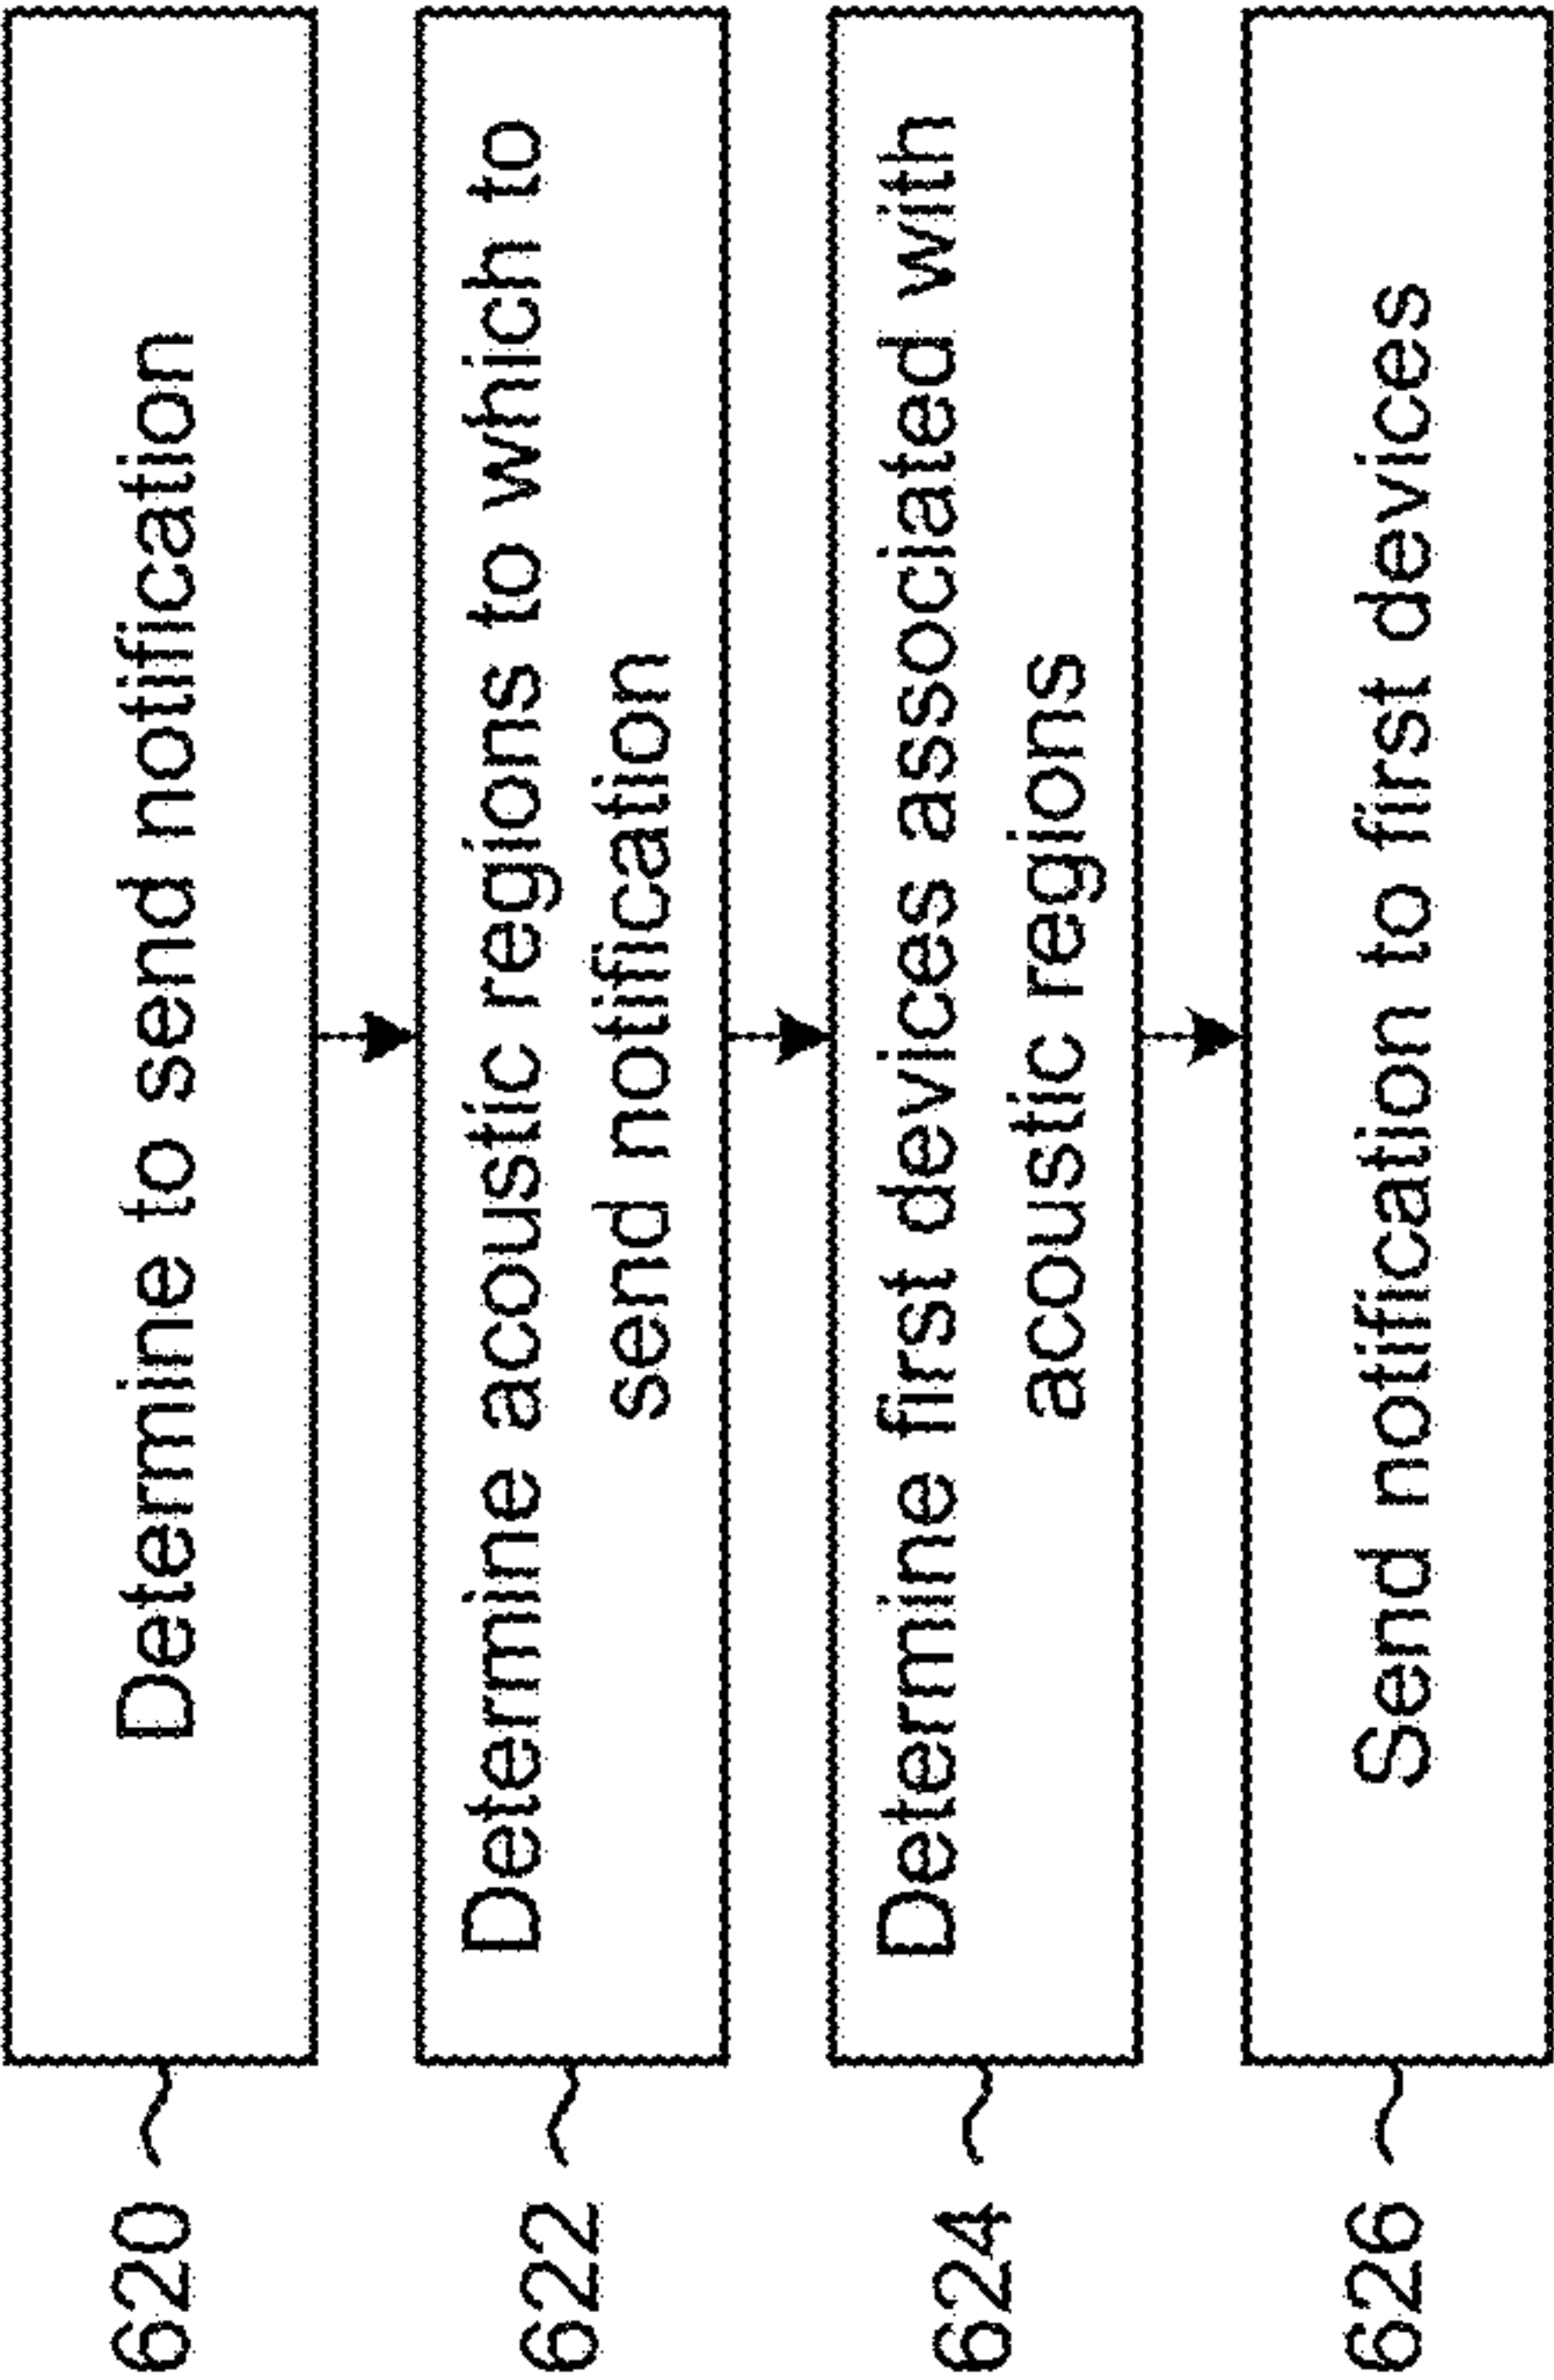 620
Determine to send notification
622
Determine acoustic regions to which to
send notification
624
Determine first devices associated with
acoustic regions
626
Send notification to first devices